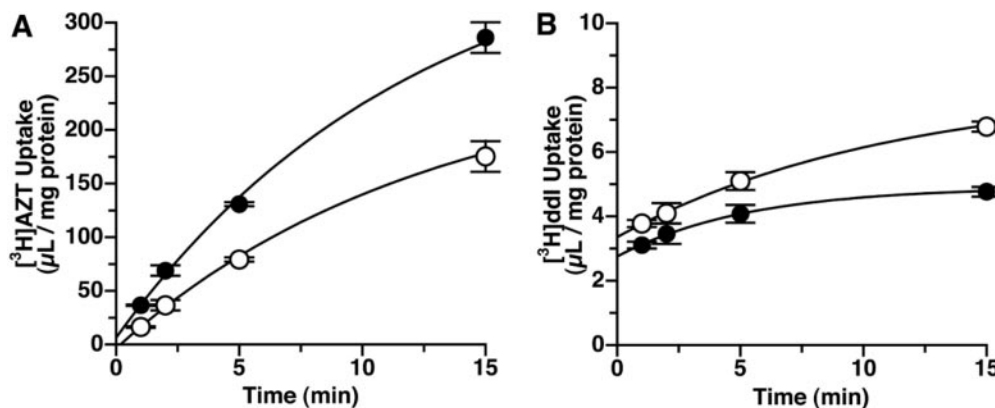 A
[³H]AZT Uptake
(µL / mg protein)
300
250
200
150
100
50
0
0 5 10 15
Time (min)
B
[³H]ddI Uptake
(µL / mg protein)
10
8
6
4
2
0
0 5 10 15
Time (min)